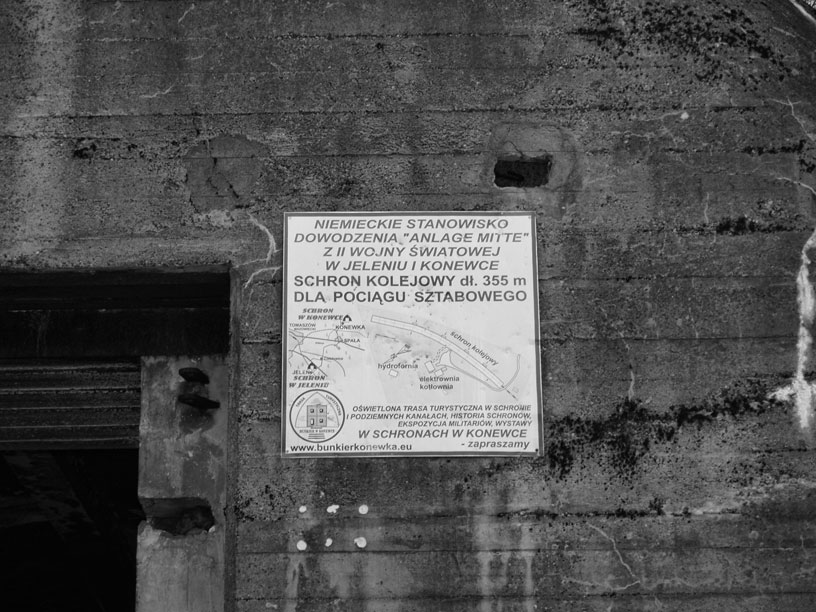 NIEMIECKIE STANOWISKO
DOWODZENIA "ANLAGE MITTE"
Z II WOJNY ŚWIATOWEJ
W JELENIU I KONEWCE
SCHRON KOLEJOWY dł. 355 m
DLA POCIĄGU SZTABOWEGO
SCHRON
W KONEWCE
TOMASZÓW
KONEWKA
SPAŁA
JELEŃ
SCHRON
W JELENIU
schron kolejowy
hydrofornia
elektrownia
kotłownia
OŚWIETLONA TRASA TURYSTYCZNA W SCHRONIE
I PODZIEMNYCH KANAŁACH, HISTORIA SCHRONÓW,
EKSPOZYCJA MILITARIÓW, WYSTAWY
W SCHRONACH W KONEWCE
- zapraszamy
www.bunkierkonewka.eu